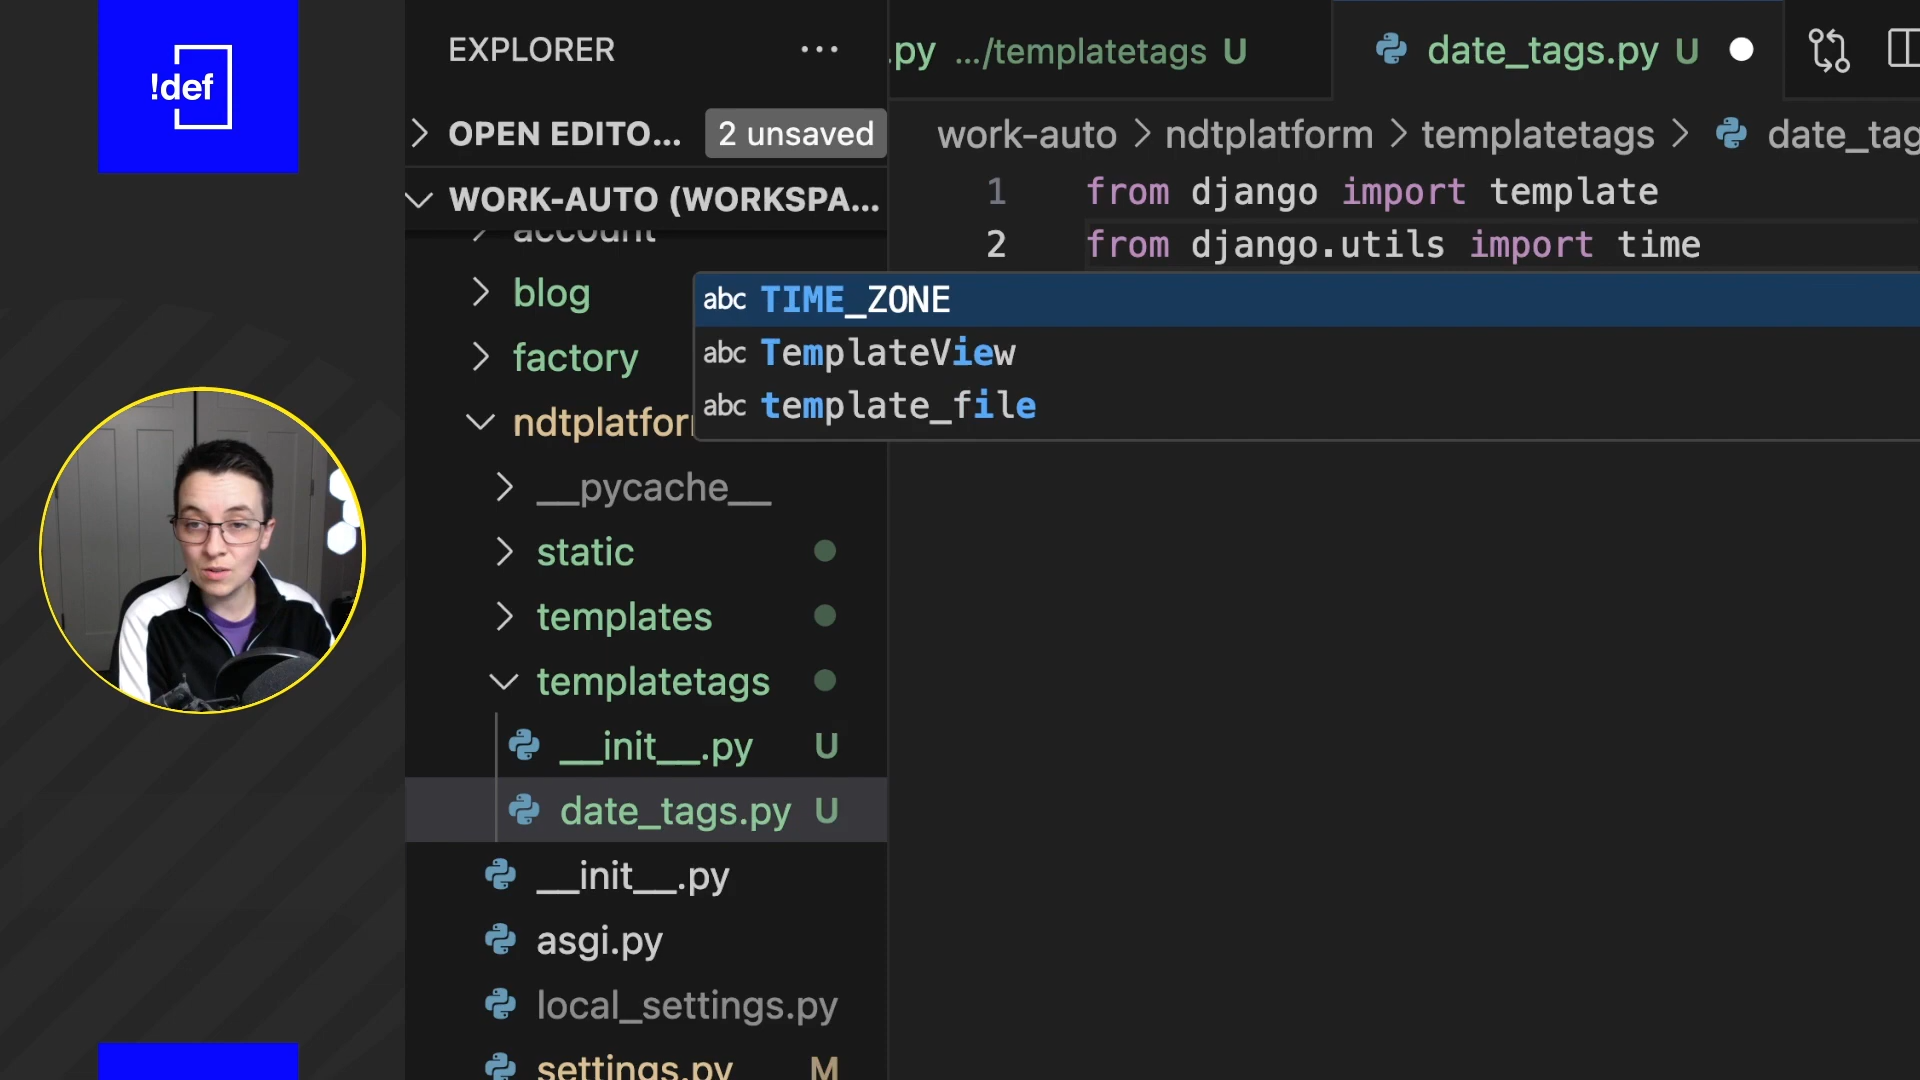 !def
EXPLORER
OPEN EDITO... 2 unsaved
WORK-AUTO (WORKSPA...
account
blog
factory
ndtplatfor
__pycache__
static
templates
templatetags
__init__.py U
date_tags.py U
__init__.py
asgi.py
local_settings.py
settings.py M
.py .../templatetags U
date_tags.py U
work-auto > ndtplatform > templatetags > date_tag
1 from django import template
2 from django.utils import time
abc TIME_ZONE
abc TemplateView
abc template_file